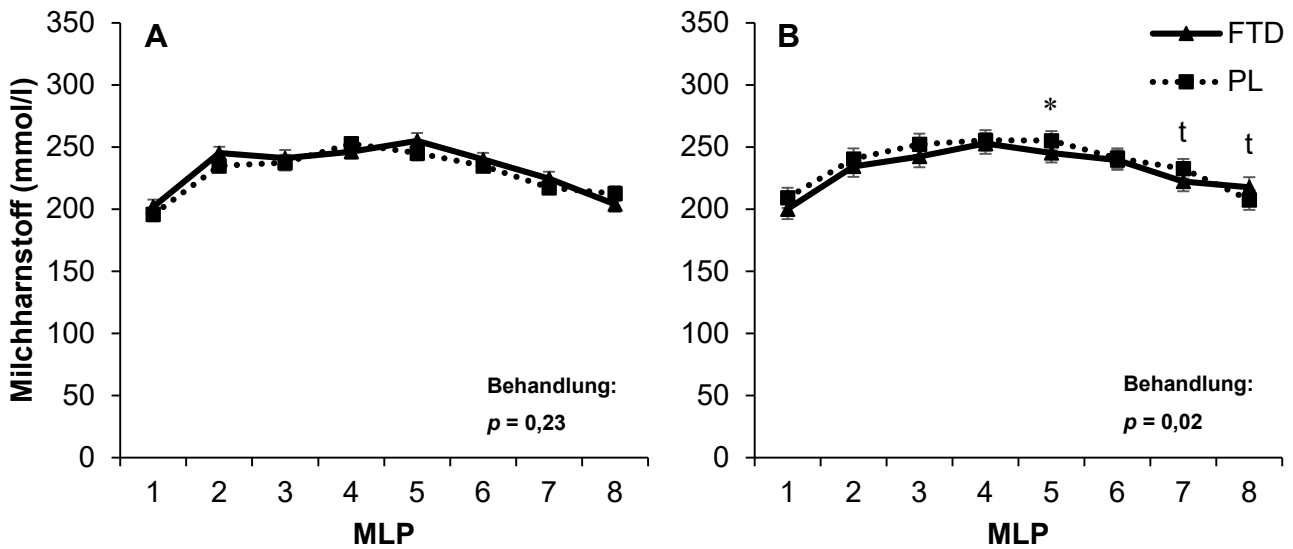 A
Milchharnstoff (mmol/l)
350
300
250
200
150
100
50
0
Behandlung:
p = 0,23
1 2 3 4 5 6 7 8
MLP
B
FTD
PL
350
300
250
200
150
100
50
0
*
t
t
Behandlung:
p = 0,02
1 2 3 4 5 6 7 8
MLP